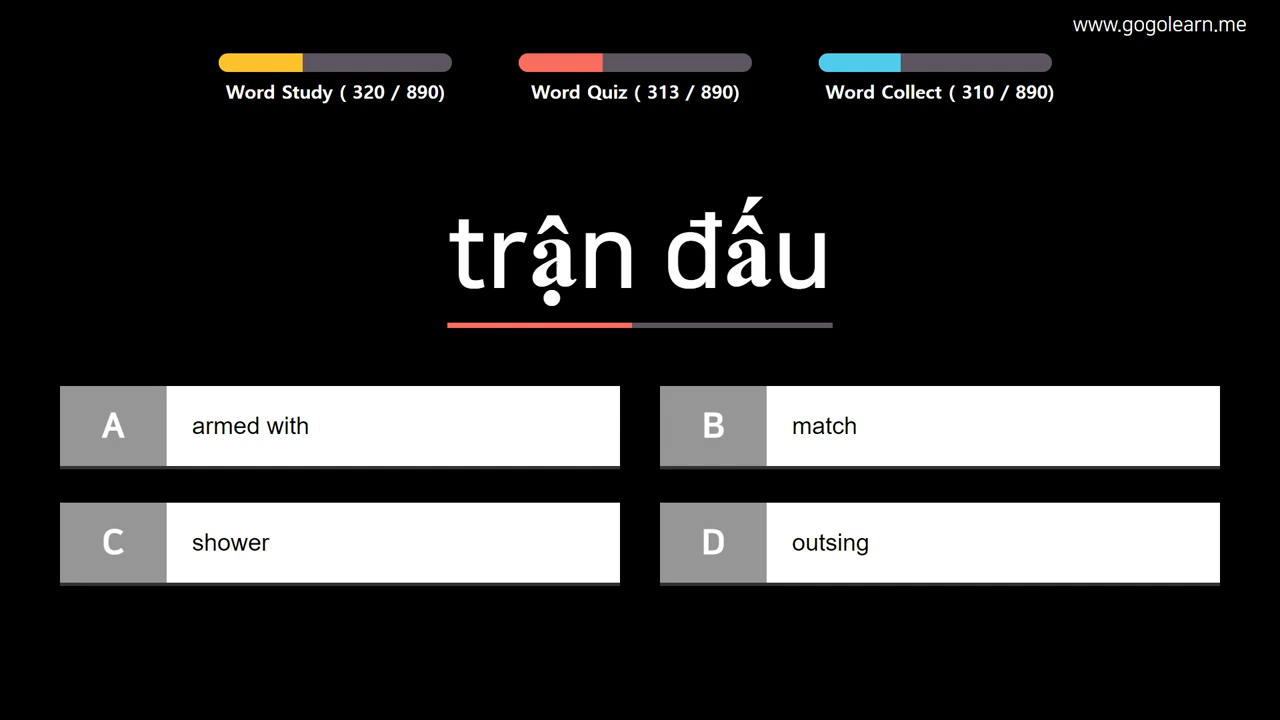 www.gogolearn.me
Word Study ( 320 / 890)
Word Quiz ( 313 / 890)
Word Collect ( 310 / 890)
trận đấu
A armed with
B match
C shower
D outsing